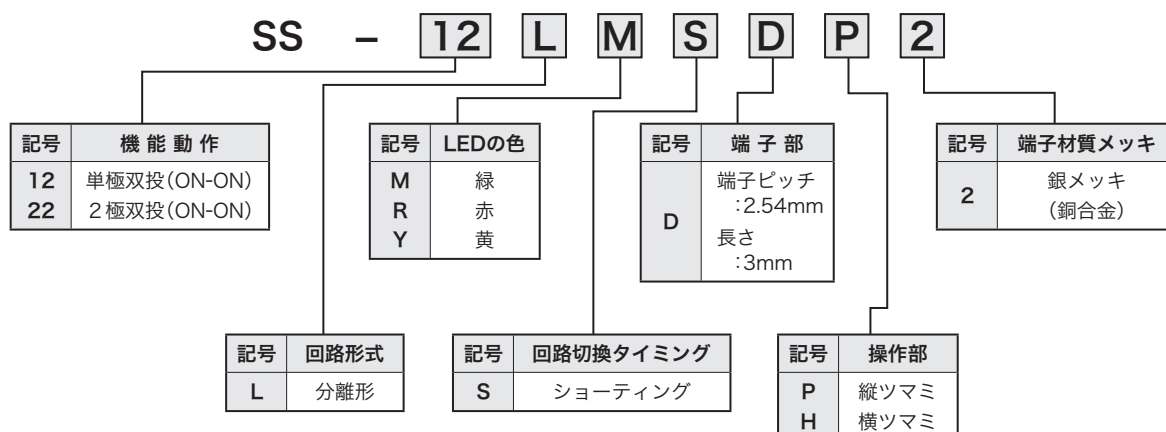 SS – 12 L M S D P 2
記号 機能動作
12 単極双投(ON-ON)
22 2極双投(ON-ON)
記号 LEDの色
M 緑
R 赤
Y 黄
記号 端子部
D 端子ピッチ
:2.54mm
長さ
:3mm
記号 端子材質メッキ
2 銀メッキ
(銅合金)
記号 回路形式
L 分離形
記号 回路切換タイミング
S ショーティング
記号 操作部
P 縦ツマミ
H 横ツマミ